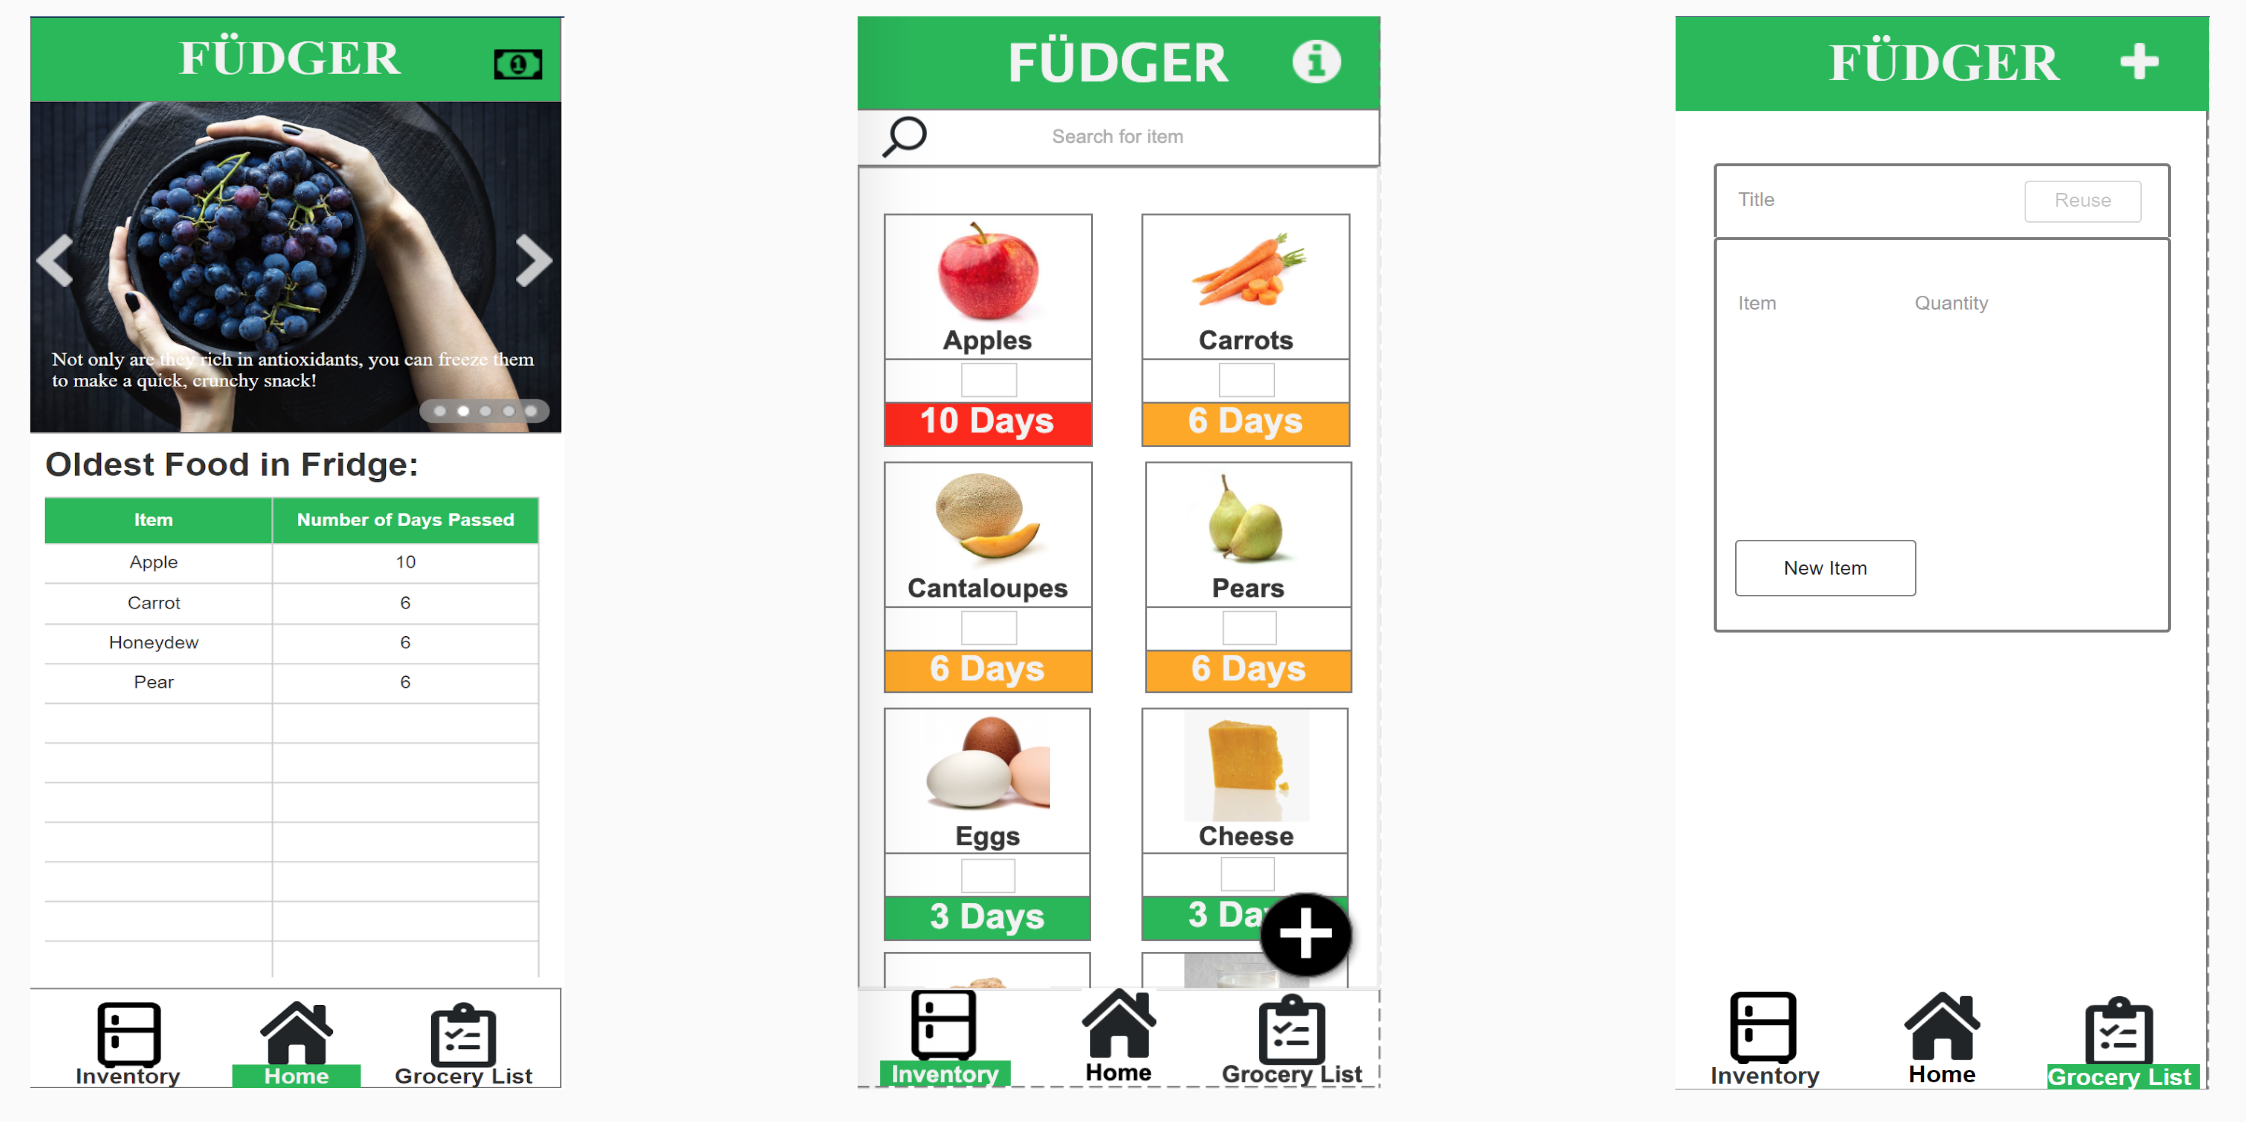 FÜDGER
1
Not only are they rich in antioxidants, you can freeze them
to make a quick, crunchy snack!
Oldest Food in Fridge:
Item Number of Days Passed
Apple 10
Carrot 6
Honeydew 6
Pear 6
Inventory Home Grocery List
FÜDGER i
Search for item
Apples Carrots
10 Days 6 Days
Cantaloupes Pears
6 Days 6 Days
Eggs Cheese
3 Days 3 Da
Inventory Home Grocery List
FÜDGER
Title Reuse
Item Quantity
New Item
Inventory Home Grocery List